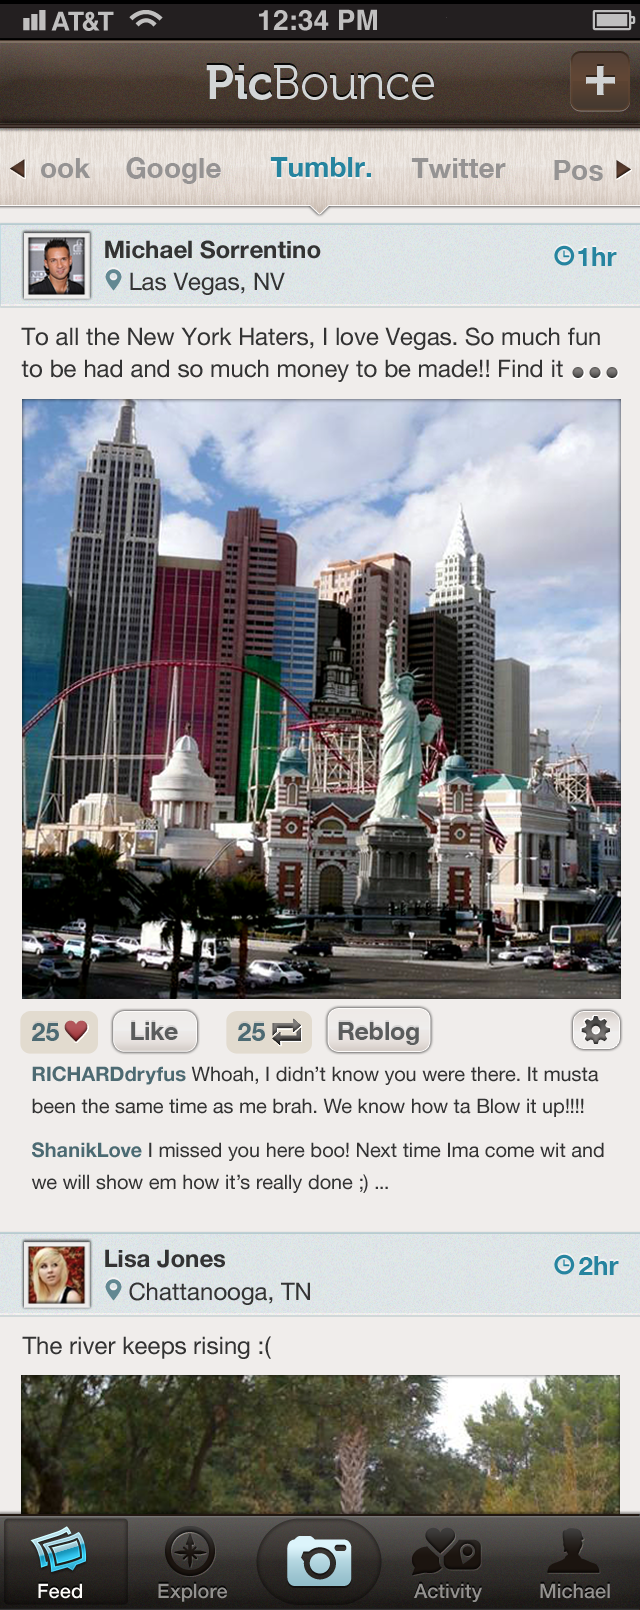 AT&T 12:34 PM
PicBounce +
ook Google Tumblr. Twitter Pos
Michael Sorrentino 1hr
Las Vegas, NV
To all the New York Haters, I love Vegas. So much fun
to be had and so much money to be made!! Find it ●●●
25 Like 25 Reblog
RICHARDdryfus Whoah, I didn't know you were there. It musta
been the same time as me brah. We know how ta Blow it up!!!!
ShanikLove I missed you here boo! Next time Ima come wit and
we will show em how it's really done ;) ...
Lisa Jones 2hr
Chattanooga, TN
The river keeps rising :(
Feed Explore Activity Michael